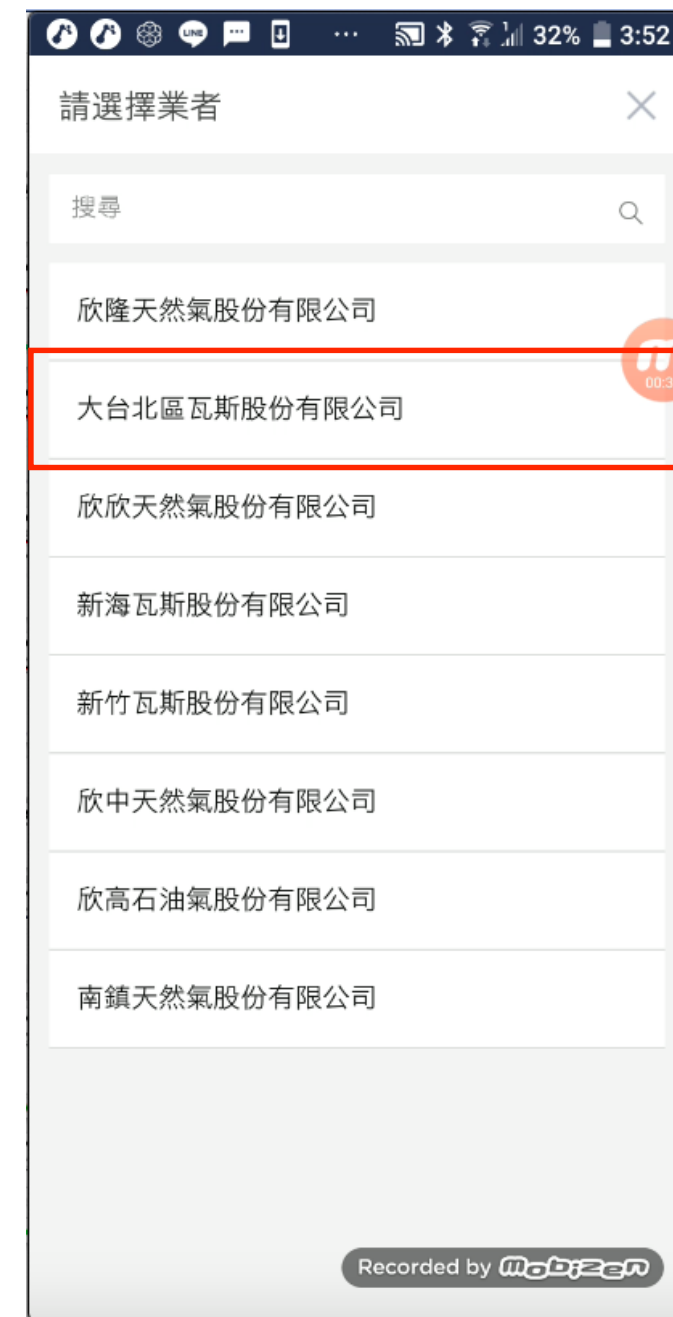 LINE
32% 3:52
請選擇業者
搜尋
欣隆天然氣股份有限公司
00:3
大台北區瓦斯股份有限公司
欣欣天然氣股份有限公司
新海瓦斯股份有限公司
新竹瓦斯股份有限公司
欣中天然氣股份有限公司
欣高石油氣股份有限公司
南鎮天然氣股份有限公司
Recorded by mobizen